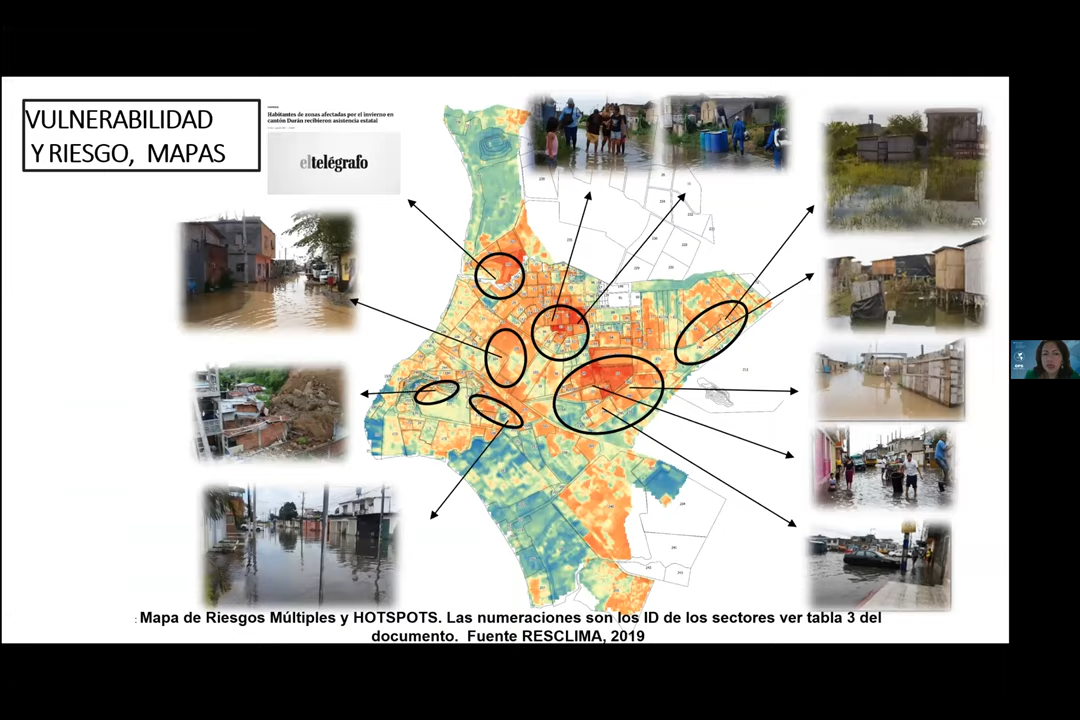 VULNERABILIDAD
Y RIESGO, MAPAS
Habitantes de zonas afectadas por el invierno en
cantón Durán recibieron asistencia estatal
eltelégrafo
: Mapa de Riesgos Múltiples y HOTSPOTS. Las numeraciones son los ID de los sectores ver tabla 3 del
documento. Fuente RESCLIMA, 2019